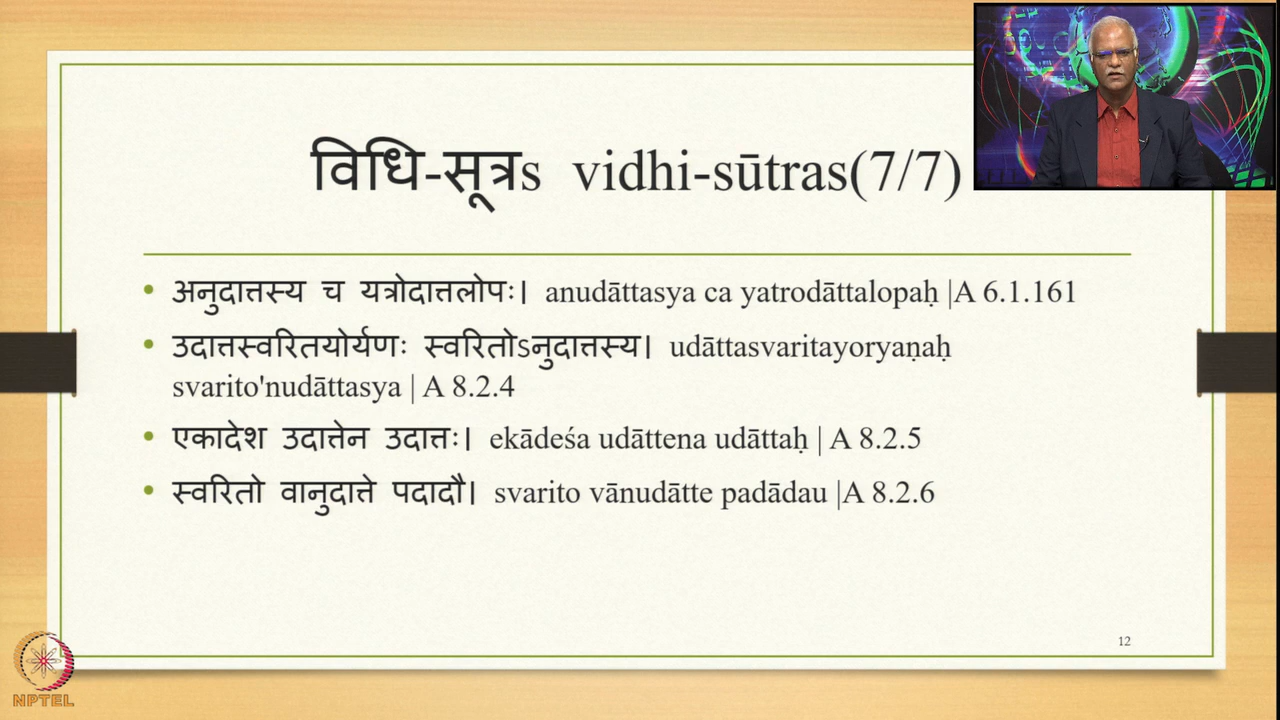 विधि-सूत्रs vidhi-sūtras(7/7)
• अनुदात्तस्य च यत्रोदात्तलोपः। anudāttasya ca yatrodāttalopaḥ |A 6.1.161
• उदात्तस्वरितयोर्यणः स्वरितोऽनुदात्तस्य। udāttasvaritayoryaṇaḥ
svarito'nudāttasya | A 8.2.4
• एकादेश उदात्तेन उदात्तः। ekādeśa udāttena udāttaḥ | A 8.2.5
• स्वरितो वानुदात्ते पदादौ। svarito vānudātte padādau |A 8.2.6
12
NPTEL